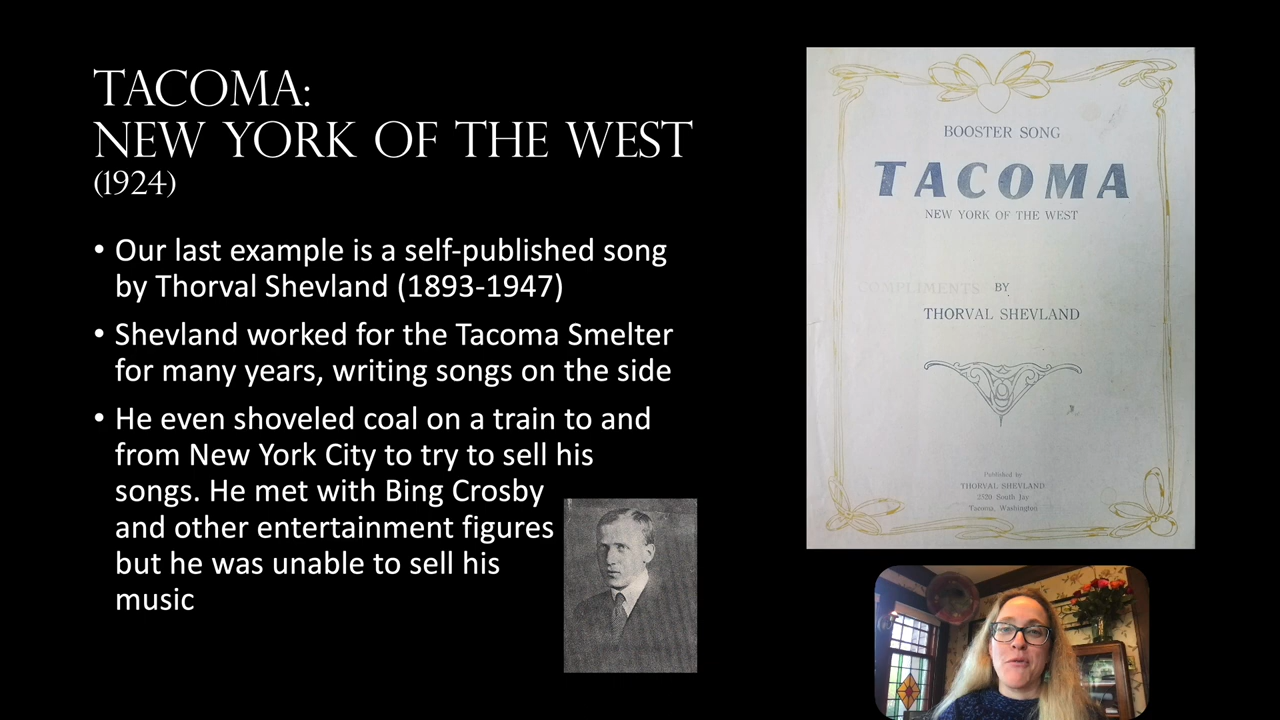 TACOMA:
NEW YORK OF THE WEST
(1924)
• Our last example is a self-published song
by Thorval Shevland (1893-1947)
• Shevland worked for the Tacoma Smelter
for many years, writing songs on the side
• He even shoveled coal on a train to and
from New York City to try to sell his
songs. He met with Bing Crosby
and other entertainment figures
but he was unable to sell his
music
BOOSTER SONG
TACOMA
NEW YORK OF THE WEST
COMPLIMENTS BY
THORVAL SHEVLAND
Published by
THORVAL SHEVLAND
2520 South Jay
Tacoma, Washington